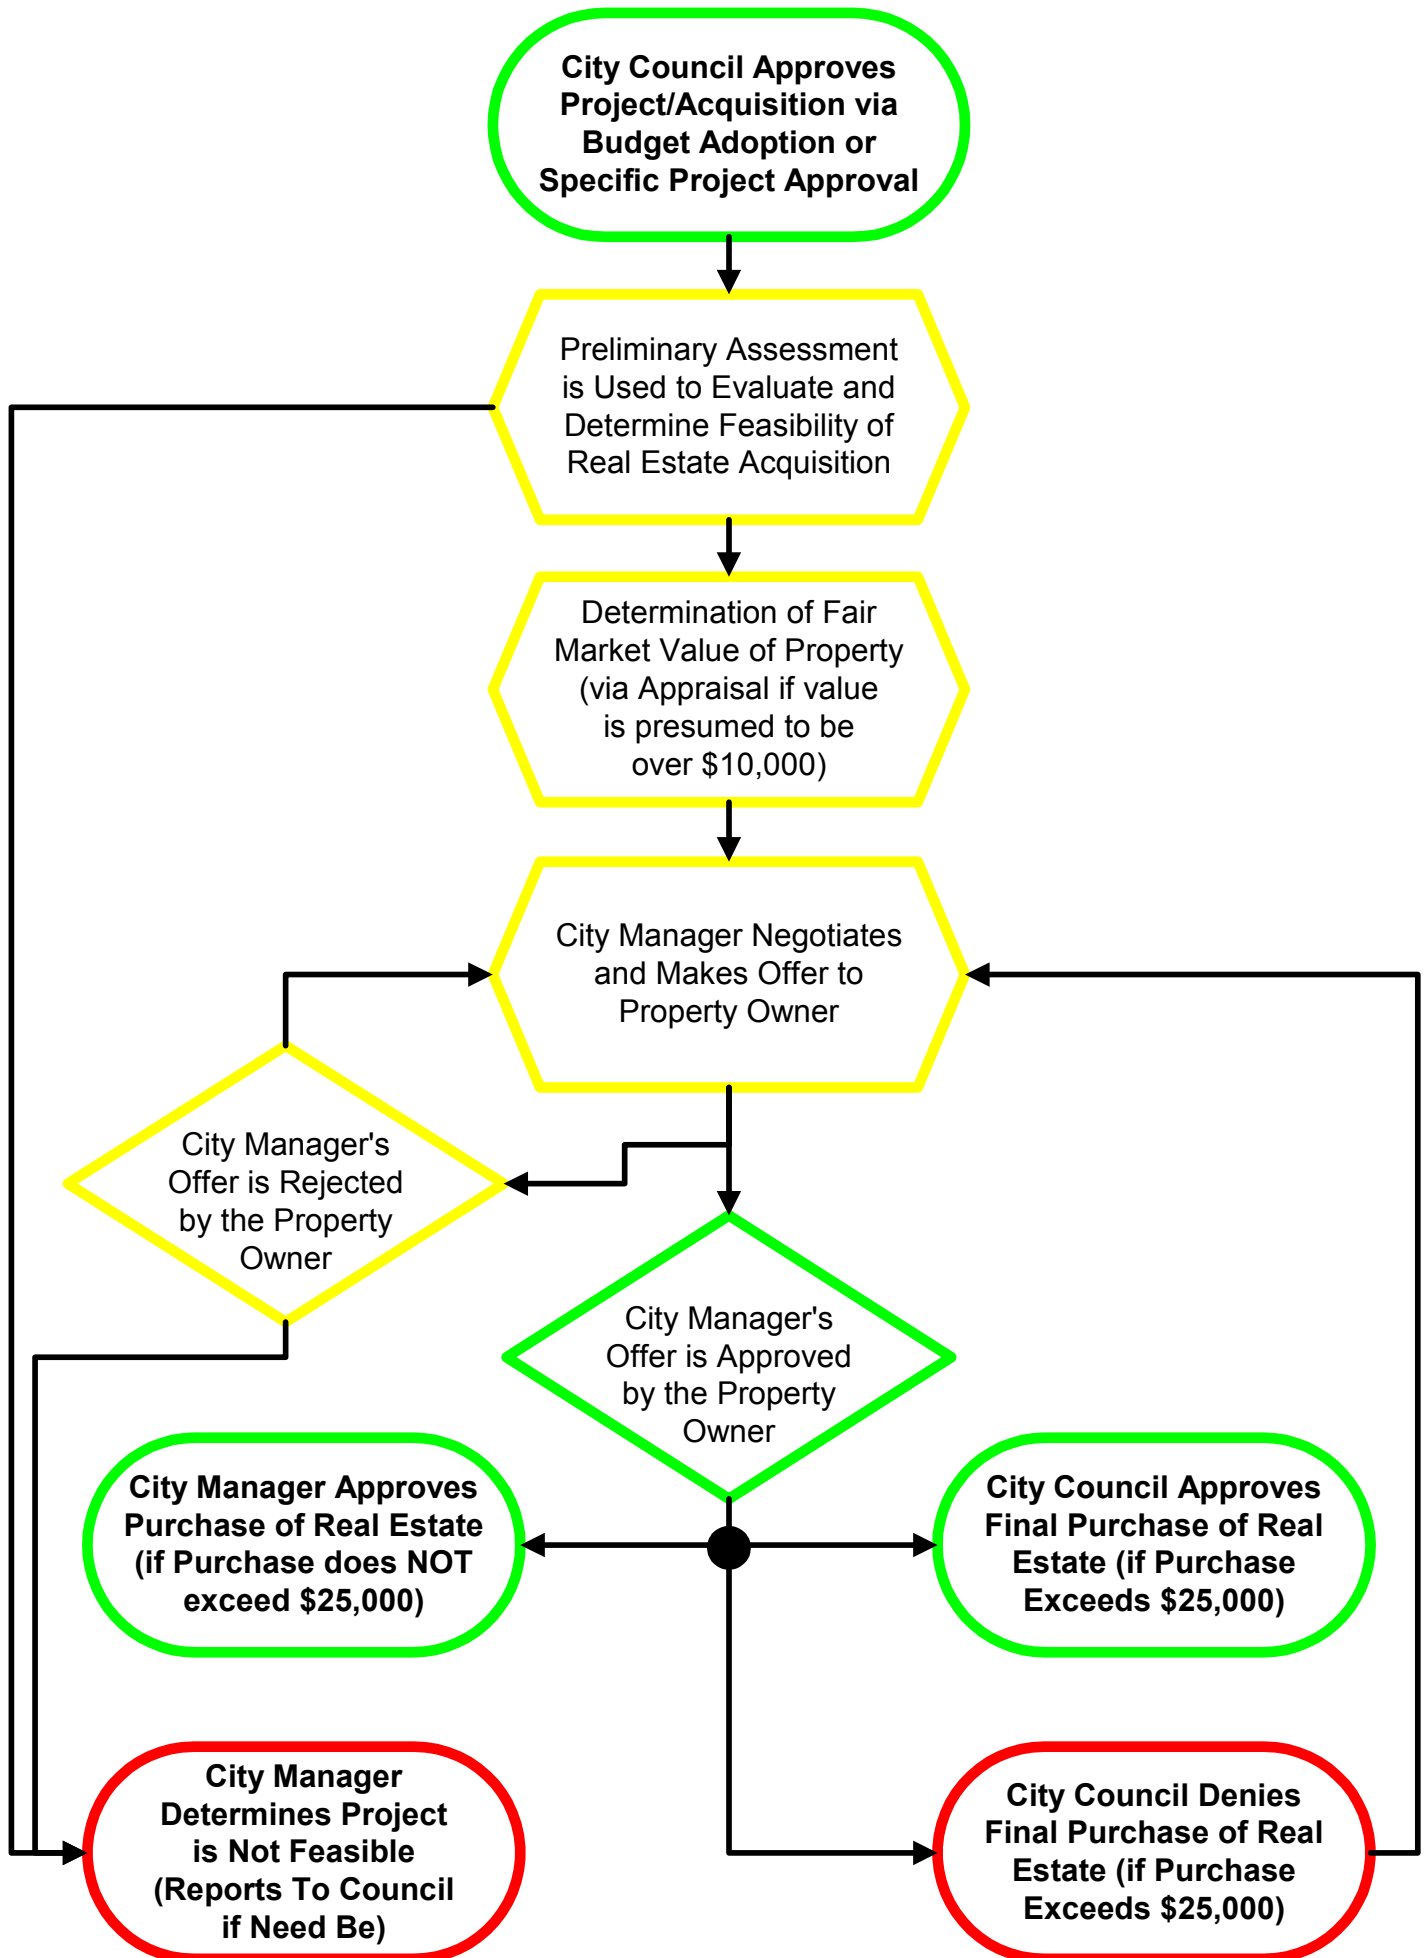 City Council Approves
Project/Acquisition via
Budget Adoption or
Specific Project Approval
Preliminary Assessment
is Used to Evaluate and
Determine Feasibility of
Real Estate Acquisition
Determination of Fair
Market Value of Property
(via Appraisal if value
is presumed to be
over $10,000)
City Manager Negotiates
and Makes Offer to
Property Owner
City Manager's
Offer is Rejected
by the Property
Owner
City Manager's
Offer is Approved
by the Property
Owner
City Manager Approves
Purchase of Real Estate
(if Purchase does NOT
exceed $25,000)
City Council Approves
Final Purchase of Real
Estate (if Purchase
Exceeds $25,000)
City Manager
Determines Project
is Not Feasible
(Reports To Council
if Need Be)
City Council Denies
Final Purchase of Real
Estate (if Purchase
Exceeds $25,000)